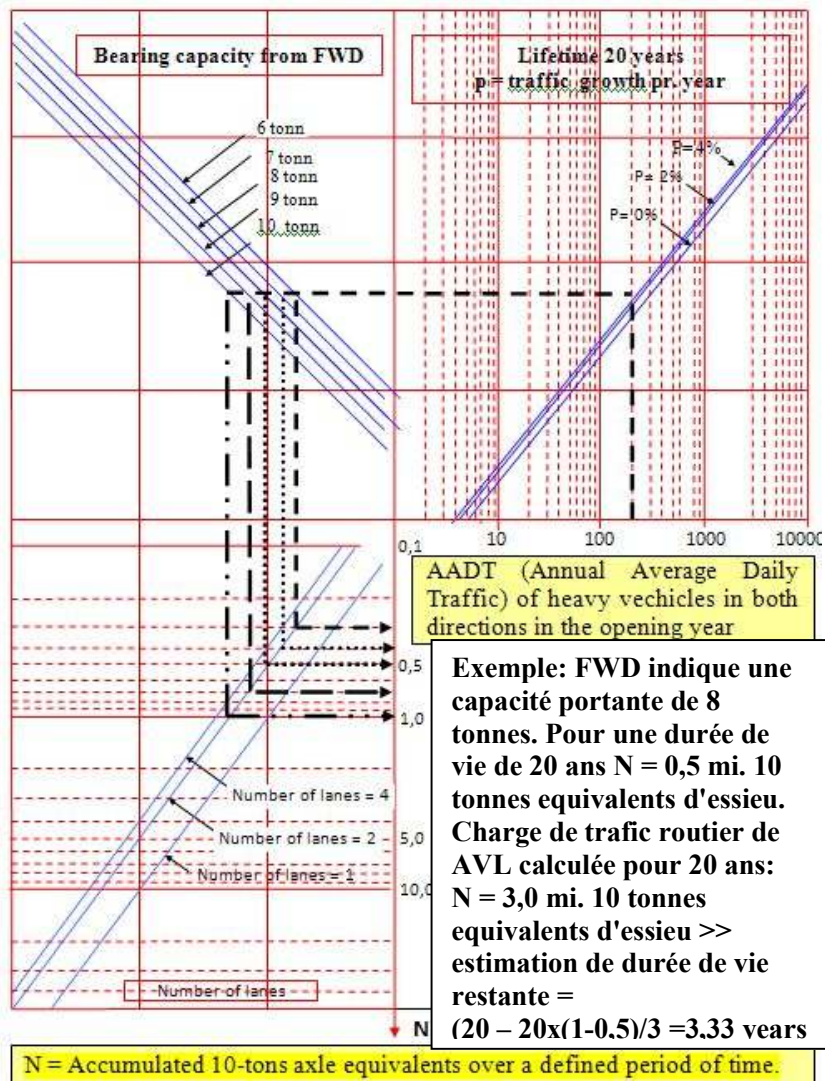 Bearing capacity from FWD
Lifetime 20 years
p = traffic growth pr. year
6 tonn
7 tonn
8 tonn
9 tonn
10 tonn
P=4%
P= 2%
P= 0%
10
100
1000
10000
0,1
0,5
1,0
5,0
10,0
AADT (Annual Average Daily
Traffic) of heavy vechicles in both
directions in the opening year
Exemple: FWD indique une
capacité portante de 8
tonnes. Pour une durée de
vie de 20 ans N = 0,5 mi. 10
tonnes equivalents d'essieu.
Charge de trafic routier de
AVL calculée pour 20 ans:
N = 3,0 mi. 10 tonnes
equivalents d'essieu >>
estimation de durée de vie
restante =
(20 – 20x(1-0,5)/3 =3,33 years
Number of lanes = 4
Number of lanes = 2
Number of lanes = 1
Number of lanes
N
N = Accumulated 10-tons axle equivalents over a defined period of time.